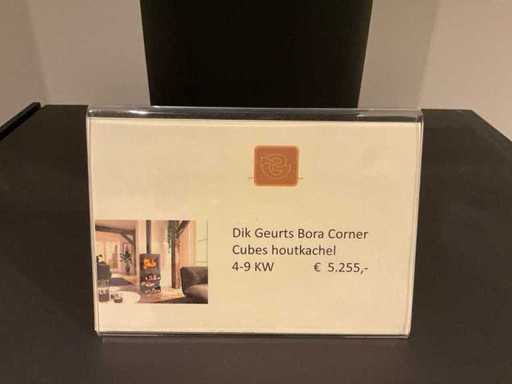 Dik Geurts Bora Corner
Cubes houtkachel
4-9 KW € 5.255,-